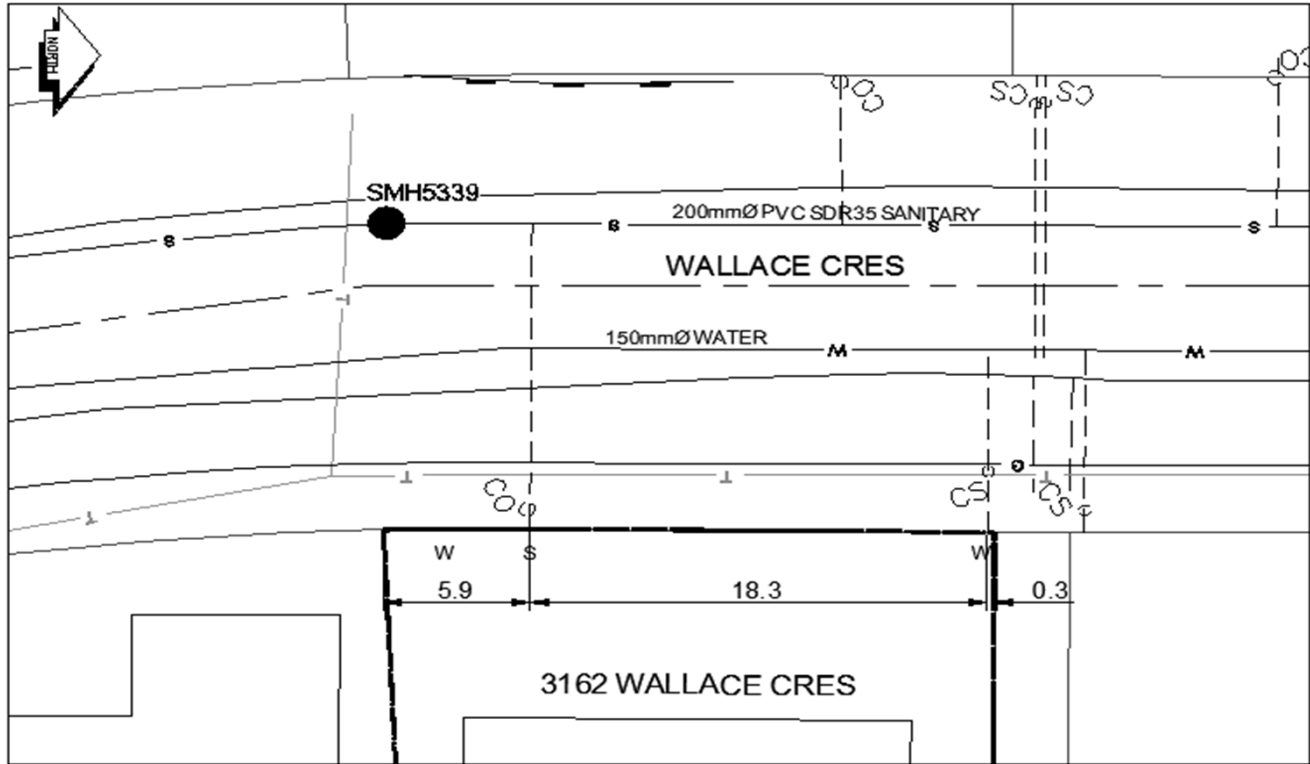 NORTH
CO
CO
CS
CS
SMH5339
200mmØ PVC SDR35 SANITARY
S
S
S
S
WALLACE CRES
T
150mmØ WATER
W
W
G
T
T
T
T
CO
CS
CS
W
S
W
5.9
18.3
0.3
3162 WALLACE CRES